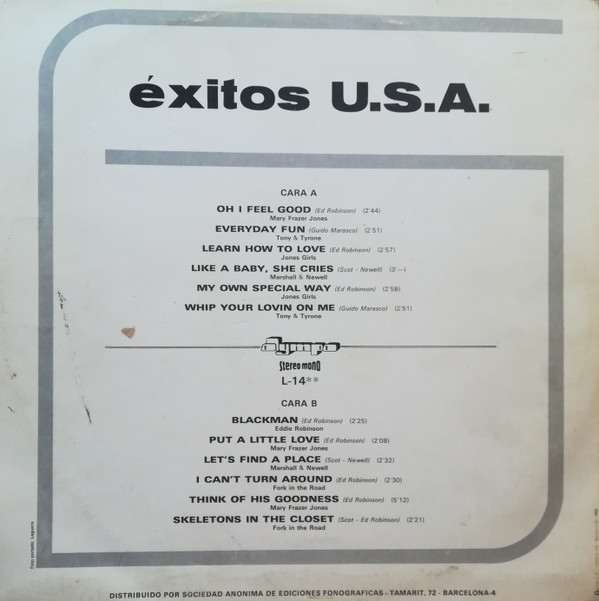 éxitos U.S.A.
CARA A
OH I FEEL GOOD (Ed Robinson) (2'44)
Mary Frazer Jones
EVERYDAY FUN (Guido Marasco) (2'51)
Tony & Tyrone
LEARN HOW TO LOVE (Ed Robinson) (2'57)
Jones Girls
LIKE A BABY, SHE CRIES (Scot - Newell) (3'—)
Marshall & Newell
MY OWN SPECIAL WAY (Ed Robinson) (2'58)
Jones Girls
WHIP YOUR LOVIN ON ME (Guido Marasco) (2'51)
Tony & Tyrone
Olympo
Stereo mono
L-14**
CARA B
BLACKMAN (Ed Robinson) (2'25)
Eddie Robinson
PUT A LITTLE LOVE (Ed Robinson) (2'08)
Mary Frazer Jones
LET'S FIND A PLACE (Scot - Newell) (2'32)
Marshall & Newell
I CAN'T TURN AROUND (Ed Robinson) (2'30)
Fork in the Road
THINK OF HIS GOODNESS (Ed Robinson) (5'12)
Mary Frazer Jones
SKELETONS IN THE CLOSET (Scot - Ed Robinson) (2'21)
Fork in the Road
Foto portada: Laguarre
DISTRIBUIDO POR SOCIEDAD ANONIMA DE EDICIONES FONOGRAFICAS - TAMARIT, 72 - BARCELONA-4